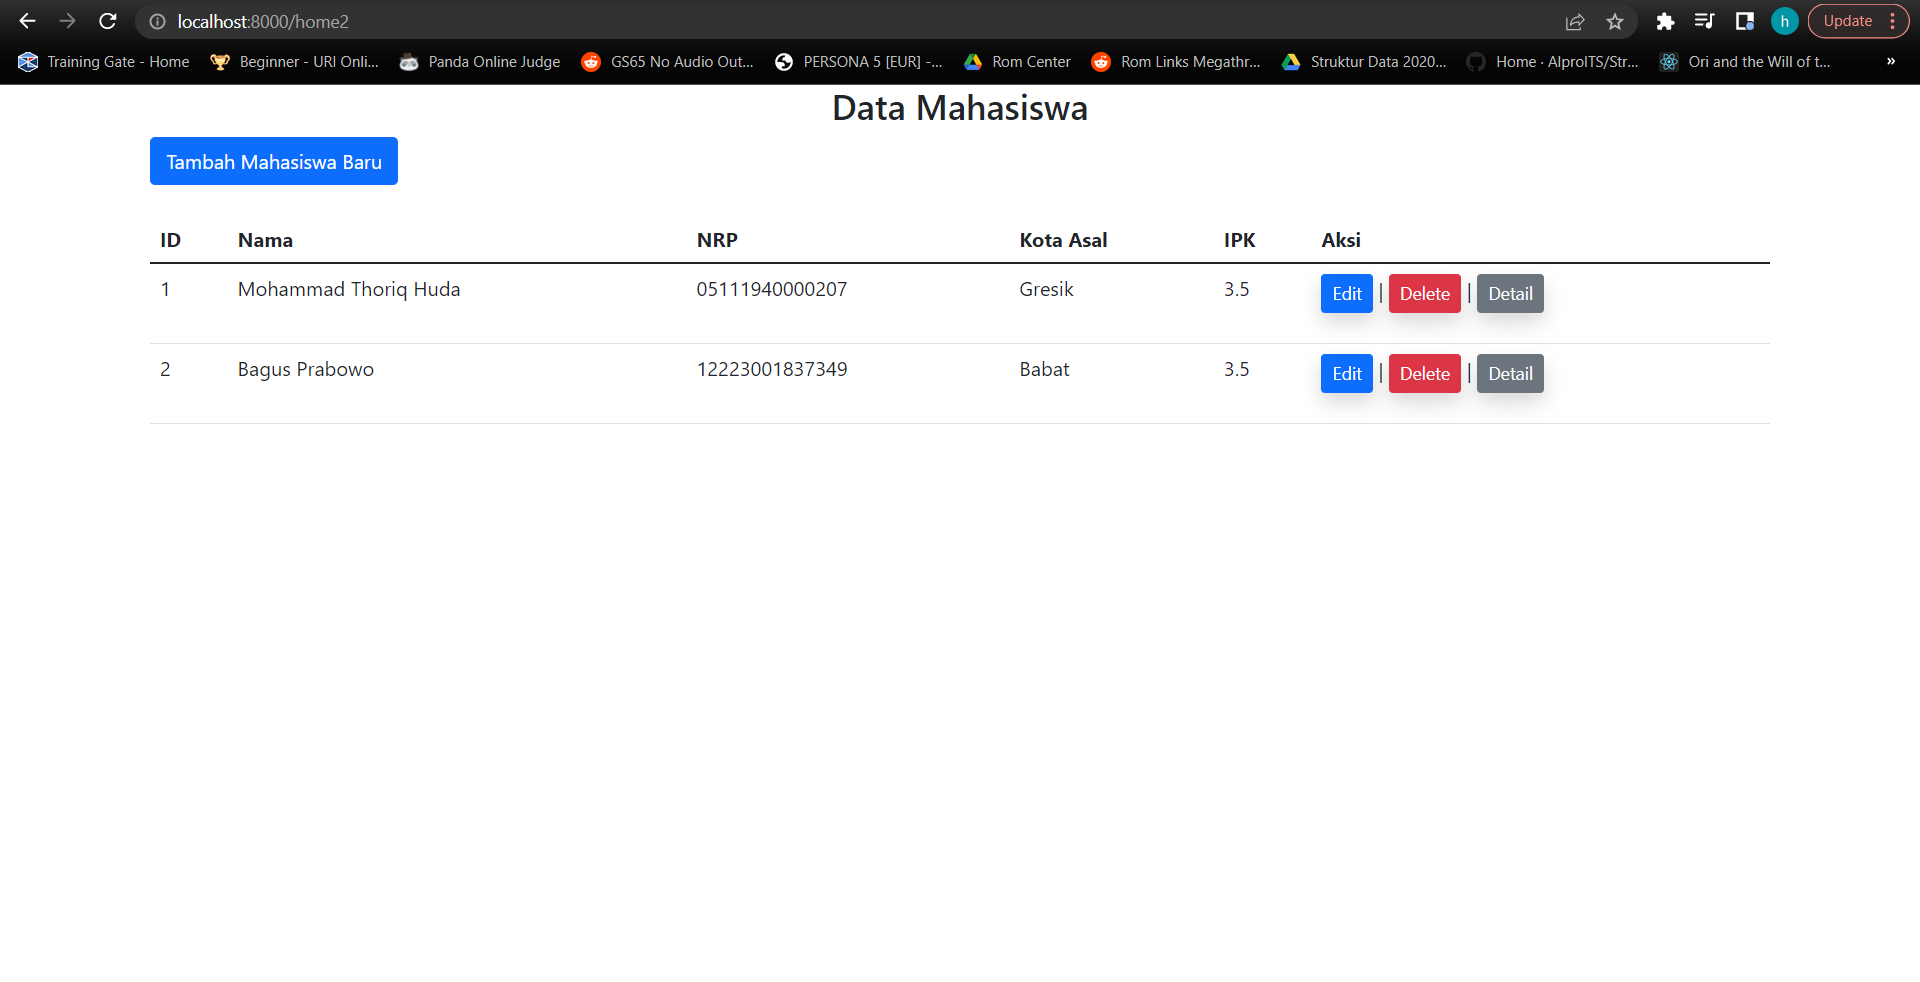 localhost:8000/home2
h
Update
Training Gate - Home
Beginner - URI Onli...
Panda Online Judge
GS65 No Audio Out...
PERSONA 5 [EUR] -...
Rom Center
Rom Links Megathr...
Struktur Data 2020...
Home · AlproITS/Str...
Ori and the Will of t...
»
Data Mahasiswa
Tambah Mahasiswa Baru
ID Nama NRP Kota Asal IPK Aksi
1 Mohammad Thoriq Huda 05111940000207 Gresik 3.5 Edit | Delete | Detail
2 Bagus Prabowo 12223001837349 Babat 3.5 Edit | Delete | Detail